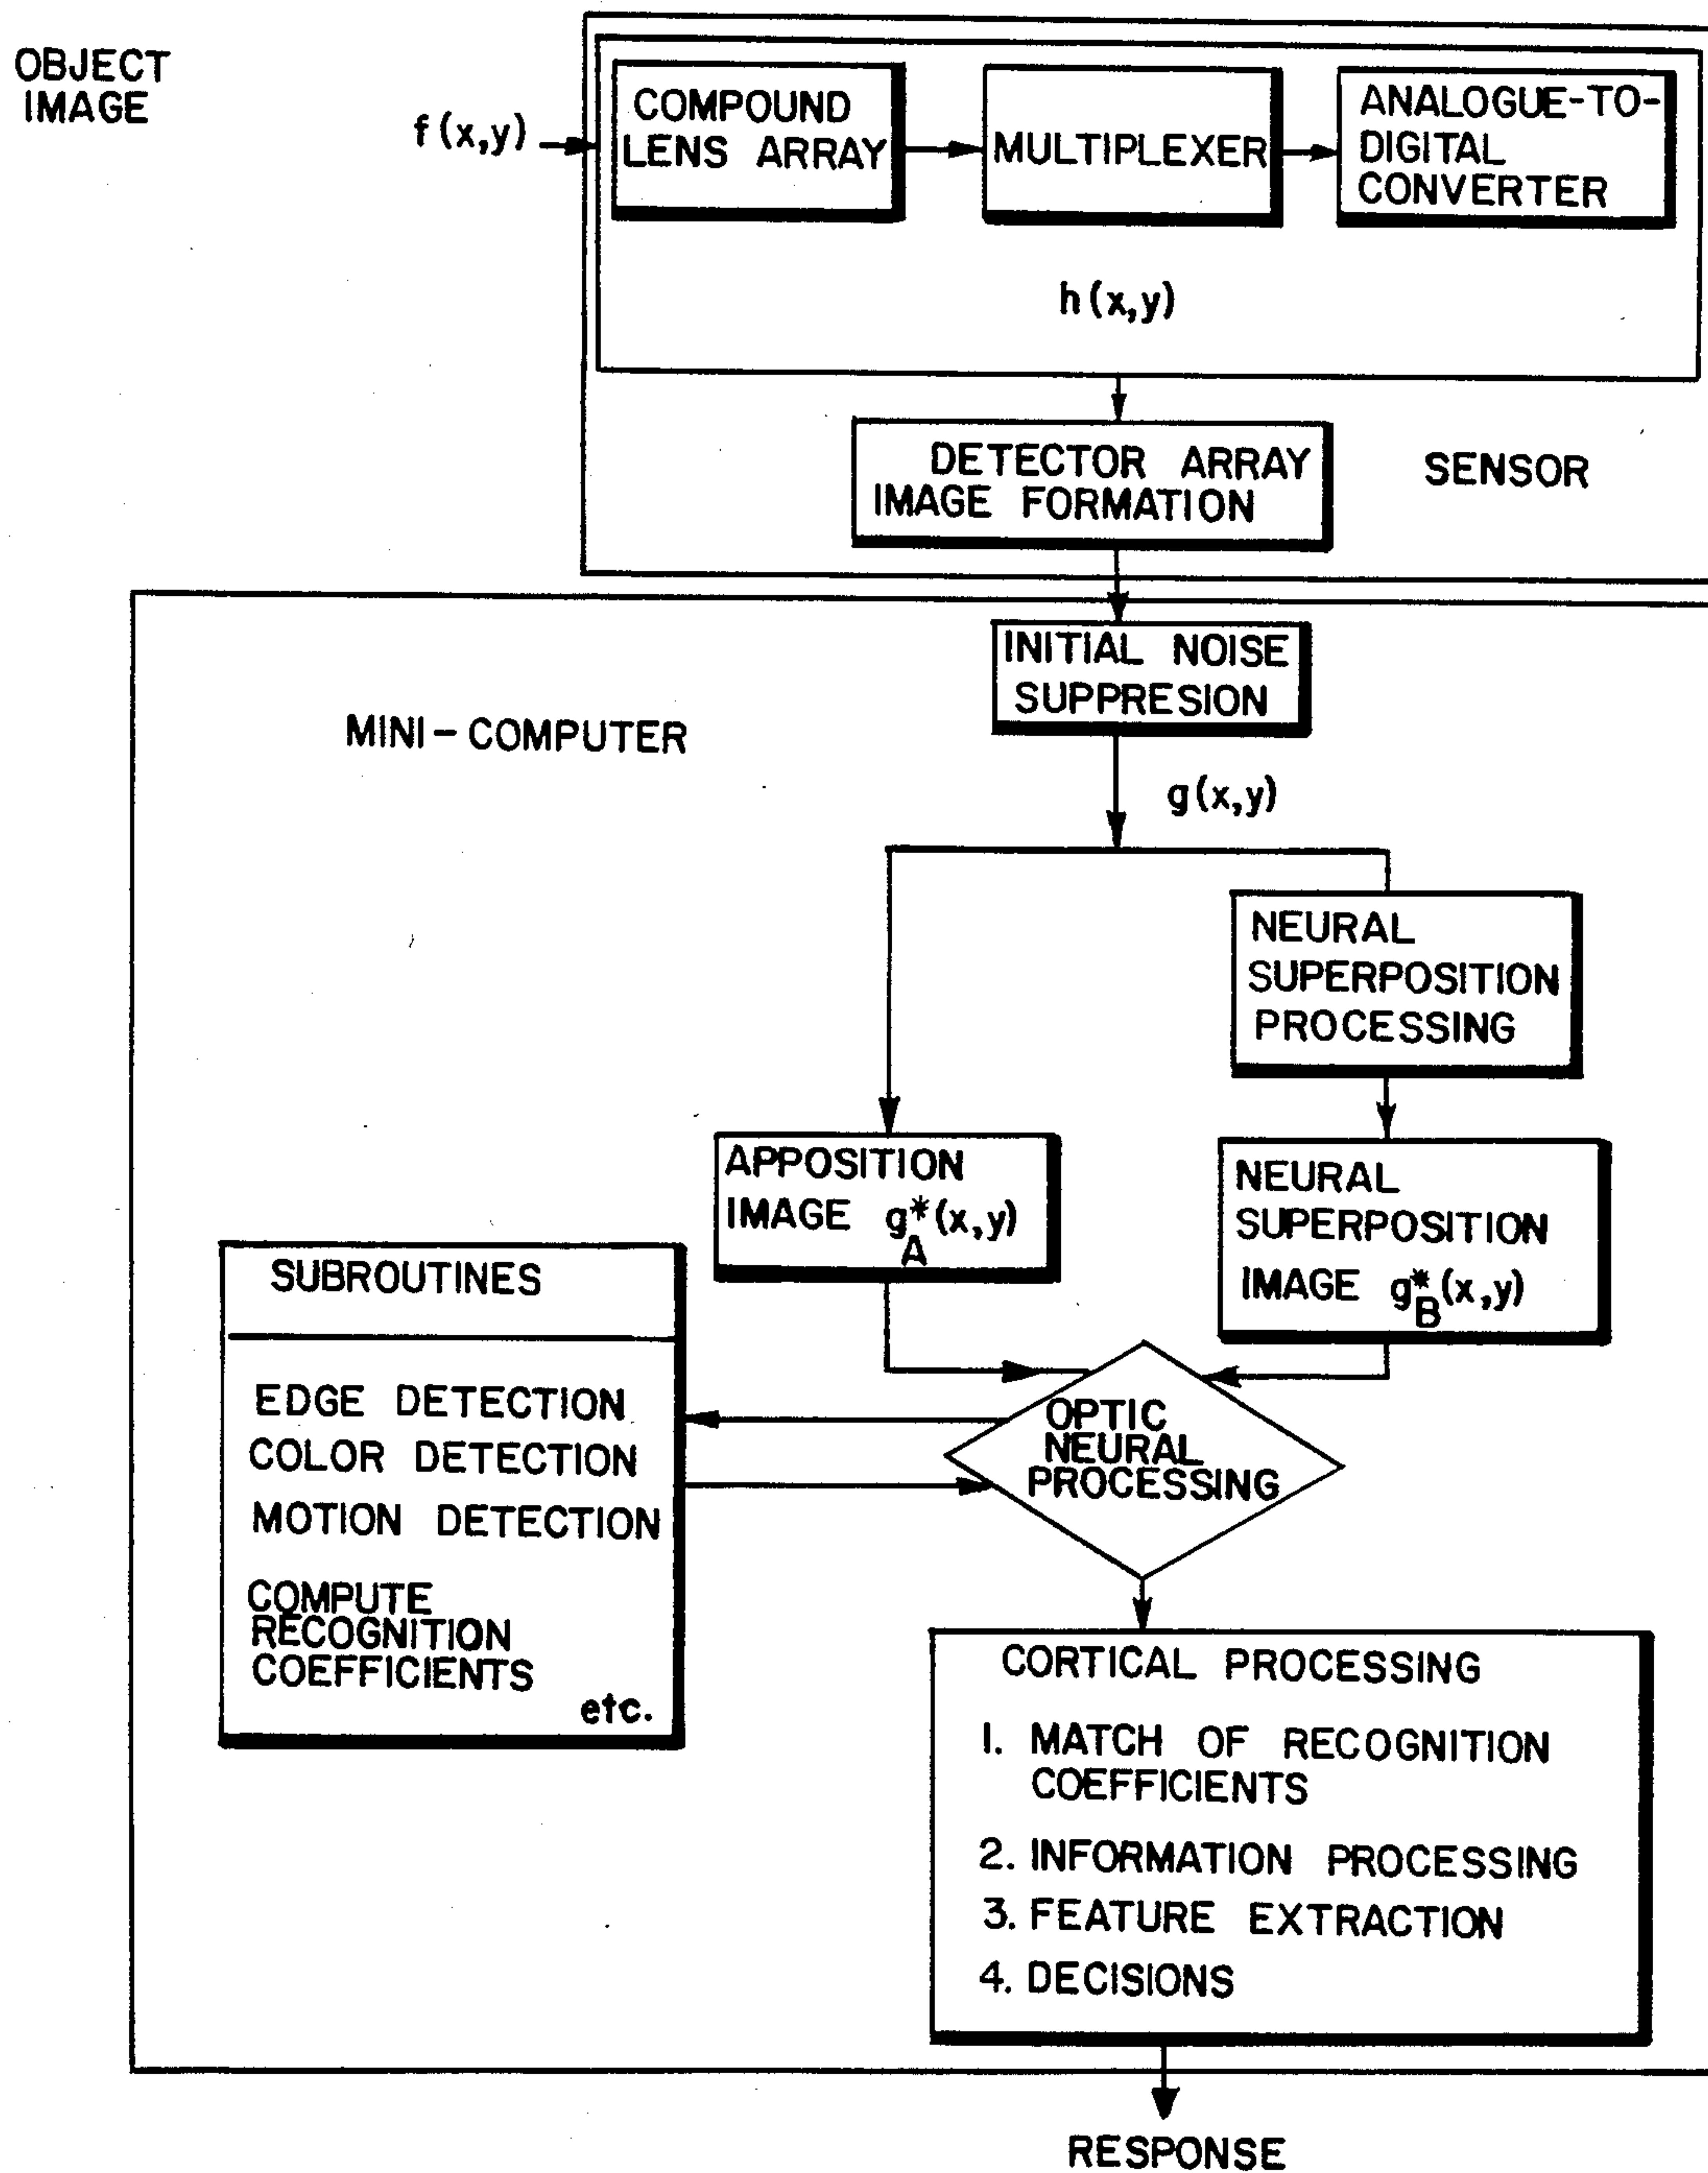 OBJECT
IMAGE
f(x,y)
COMPOUND
LENS ARRAY
MULTIPLEXER
ANALOGUE-TO-
DIGITAL
CONVERTER
h(x,y)
DETECTOR ARRAY
IMAGE FORMATION
SENSOR
INITIAL NOISE
SUPPRESION
MINI-COMPUTER
g(x,y)
NEURAL
SUPERPOSITION
PROCESSING
APPOSITION
IMAGE g*A(x,y)
NEURAL
SUPERPOSITION
IMAGE g*B(x,y)
SUBROUTINES
EDGE DETECTION
COLOR DETECTION
MOTION DETECTION
COMPUTE
RECOGNITION
COEFFICIENTS
etc.
OPTIC
NEURAL
PROCESSING
CORTICAL PROCESSING
1. MATCH OF RECOGNITION
COEFFICIENTS
2. INFORMATION PROCESSING
3. FEATURE EXTRACTION
4. DECISIONS
RESPONSE